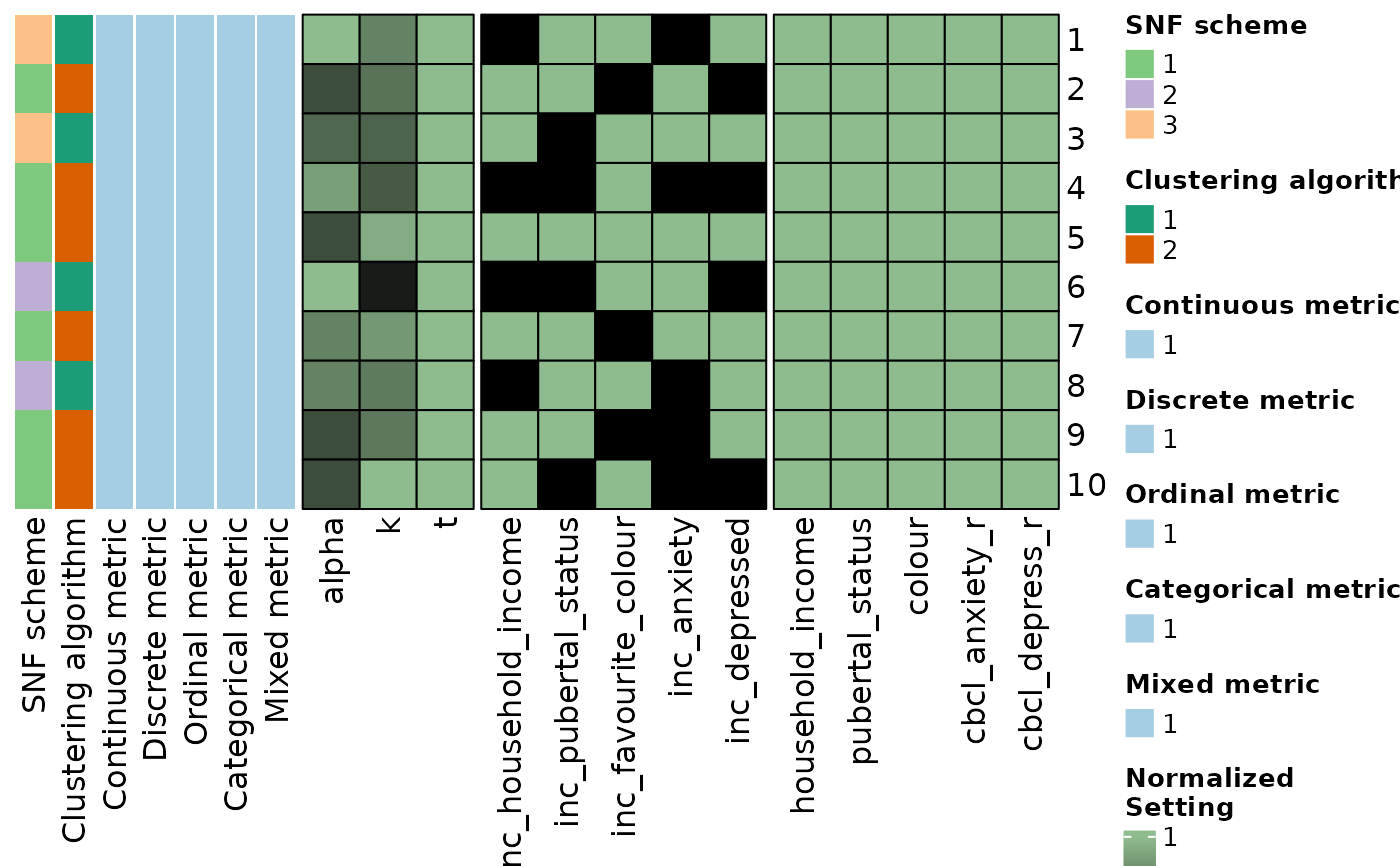 1
2
3
4
5
6
7
8
9
10
SNF scheme
Clustering algorithm
Continuous metric
Discrete metric
Ordinal metric
Categorical metric
Mixed metric
alpha
k
t
nc_household_income
inc_pubertal_status
inc_favourite_colour
inc_anxiety
inc_depressed
household_income
pubertal_status
colour
cbcl_anxiety_r
cbcl_depress_r
SNF scheme
1
2
3
Clustering algorith
1
2
Continuous metric
1
Discrete metric
1
Ordinal metric
1
Categorical metric
1
Mixed metric
1
Normalized
Setting
1